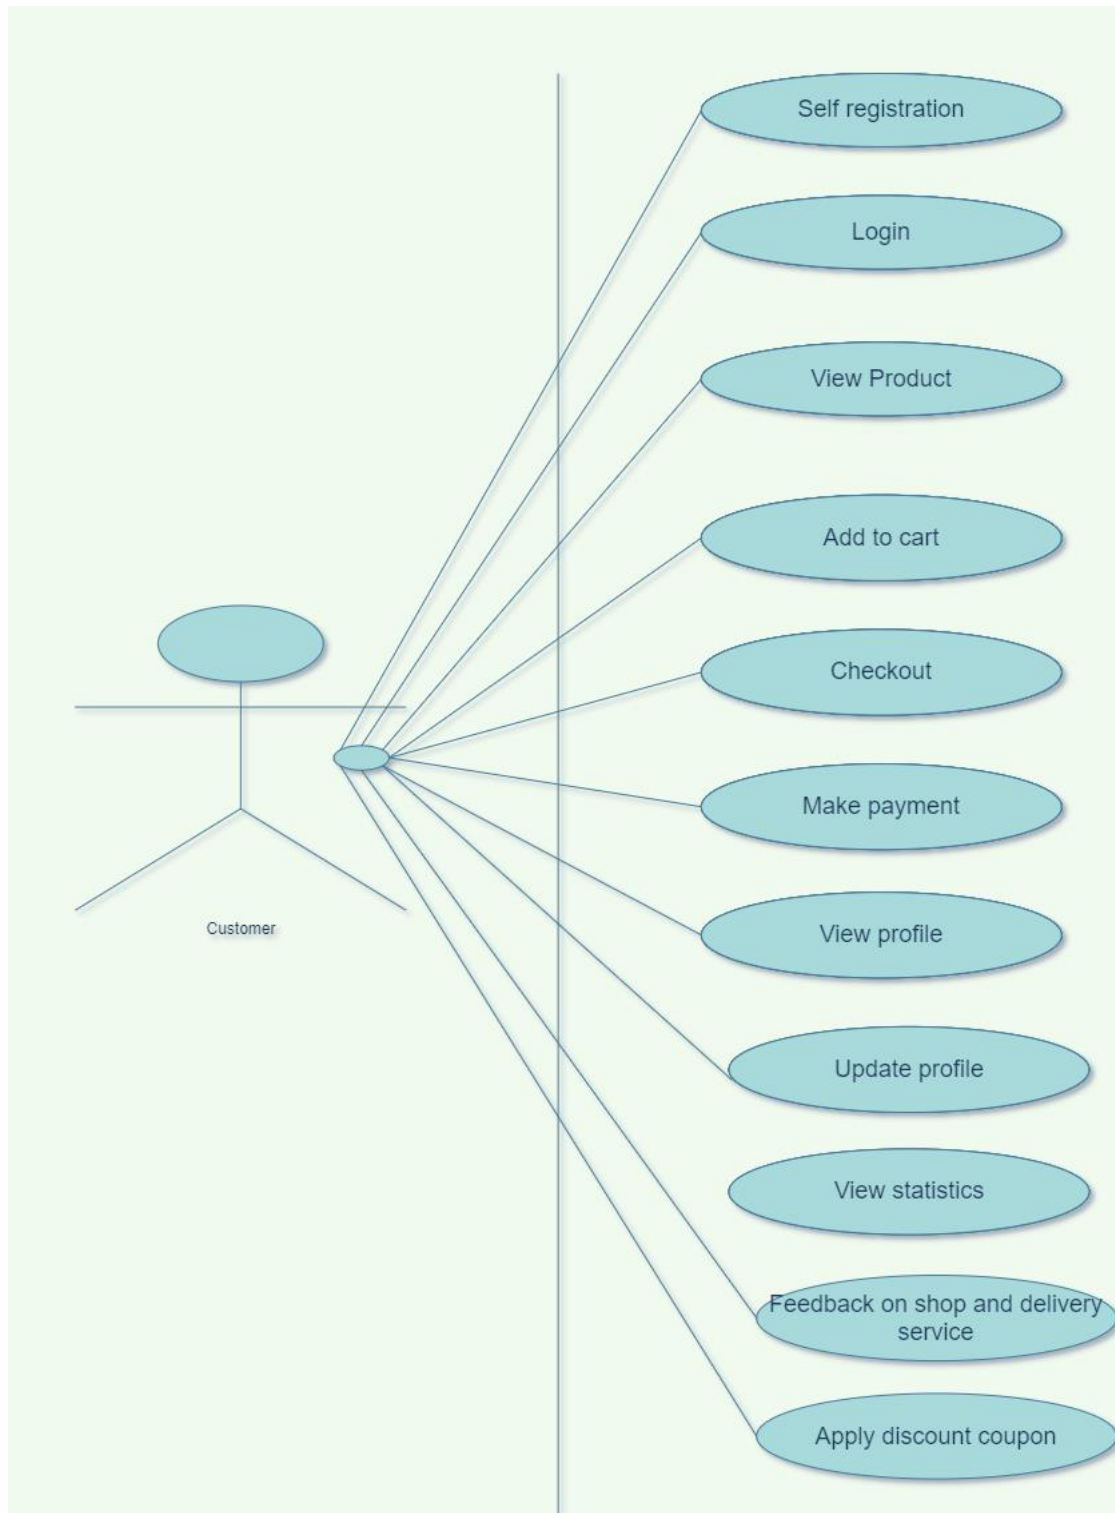 Self registration
Login
View Product
Add to cart
Checkout
Make payment
View profile
Customer
Update profile
View statistics
Feedback on shop and delivery
service
Apply discount coupon